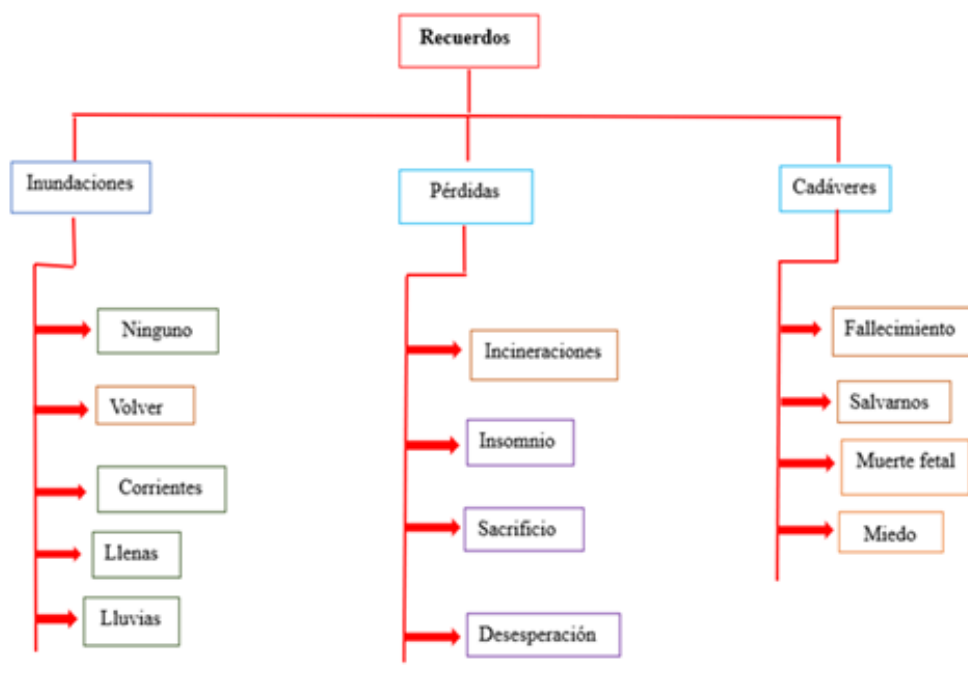 Recuerdos
Inundaciones
Pérdidas
Cadáveres
Ninguno
Volver
Corrientes
Llenas
Lluvias
Incineraciones
Insomnio
Sacrificio
Desesperación
Fallecimiento
Salvarnos
Muerte fetal
Miedo